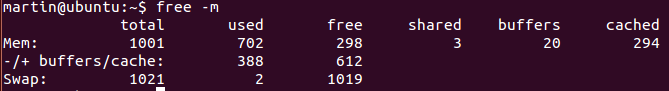 martin@ubuntu:~$ free -m
             total       used       free     shared    buffers     cached
Mem:          1001        702        298          3         20        294
-/+ buffers/cache:        388        612
Swap:         1021          2       1019